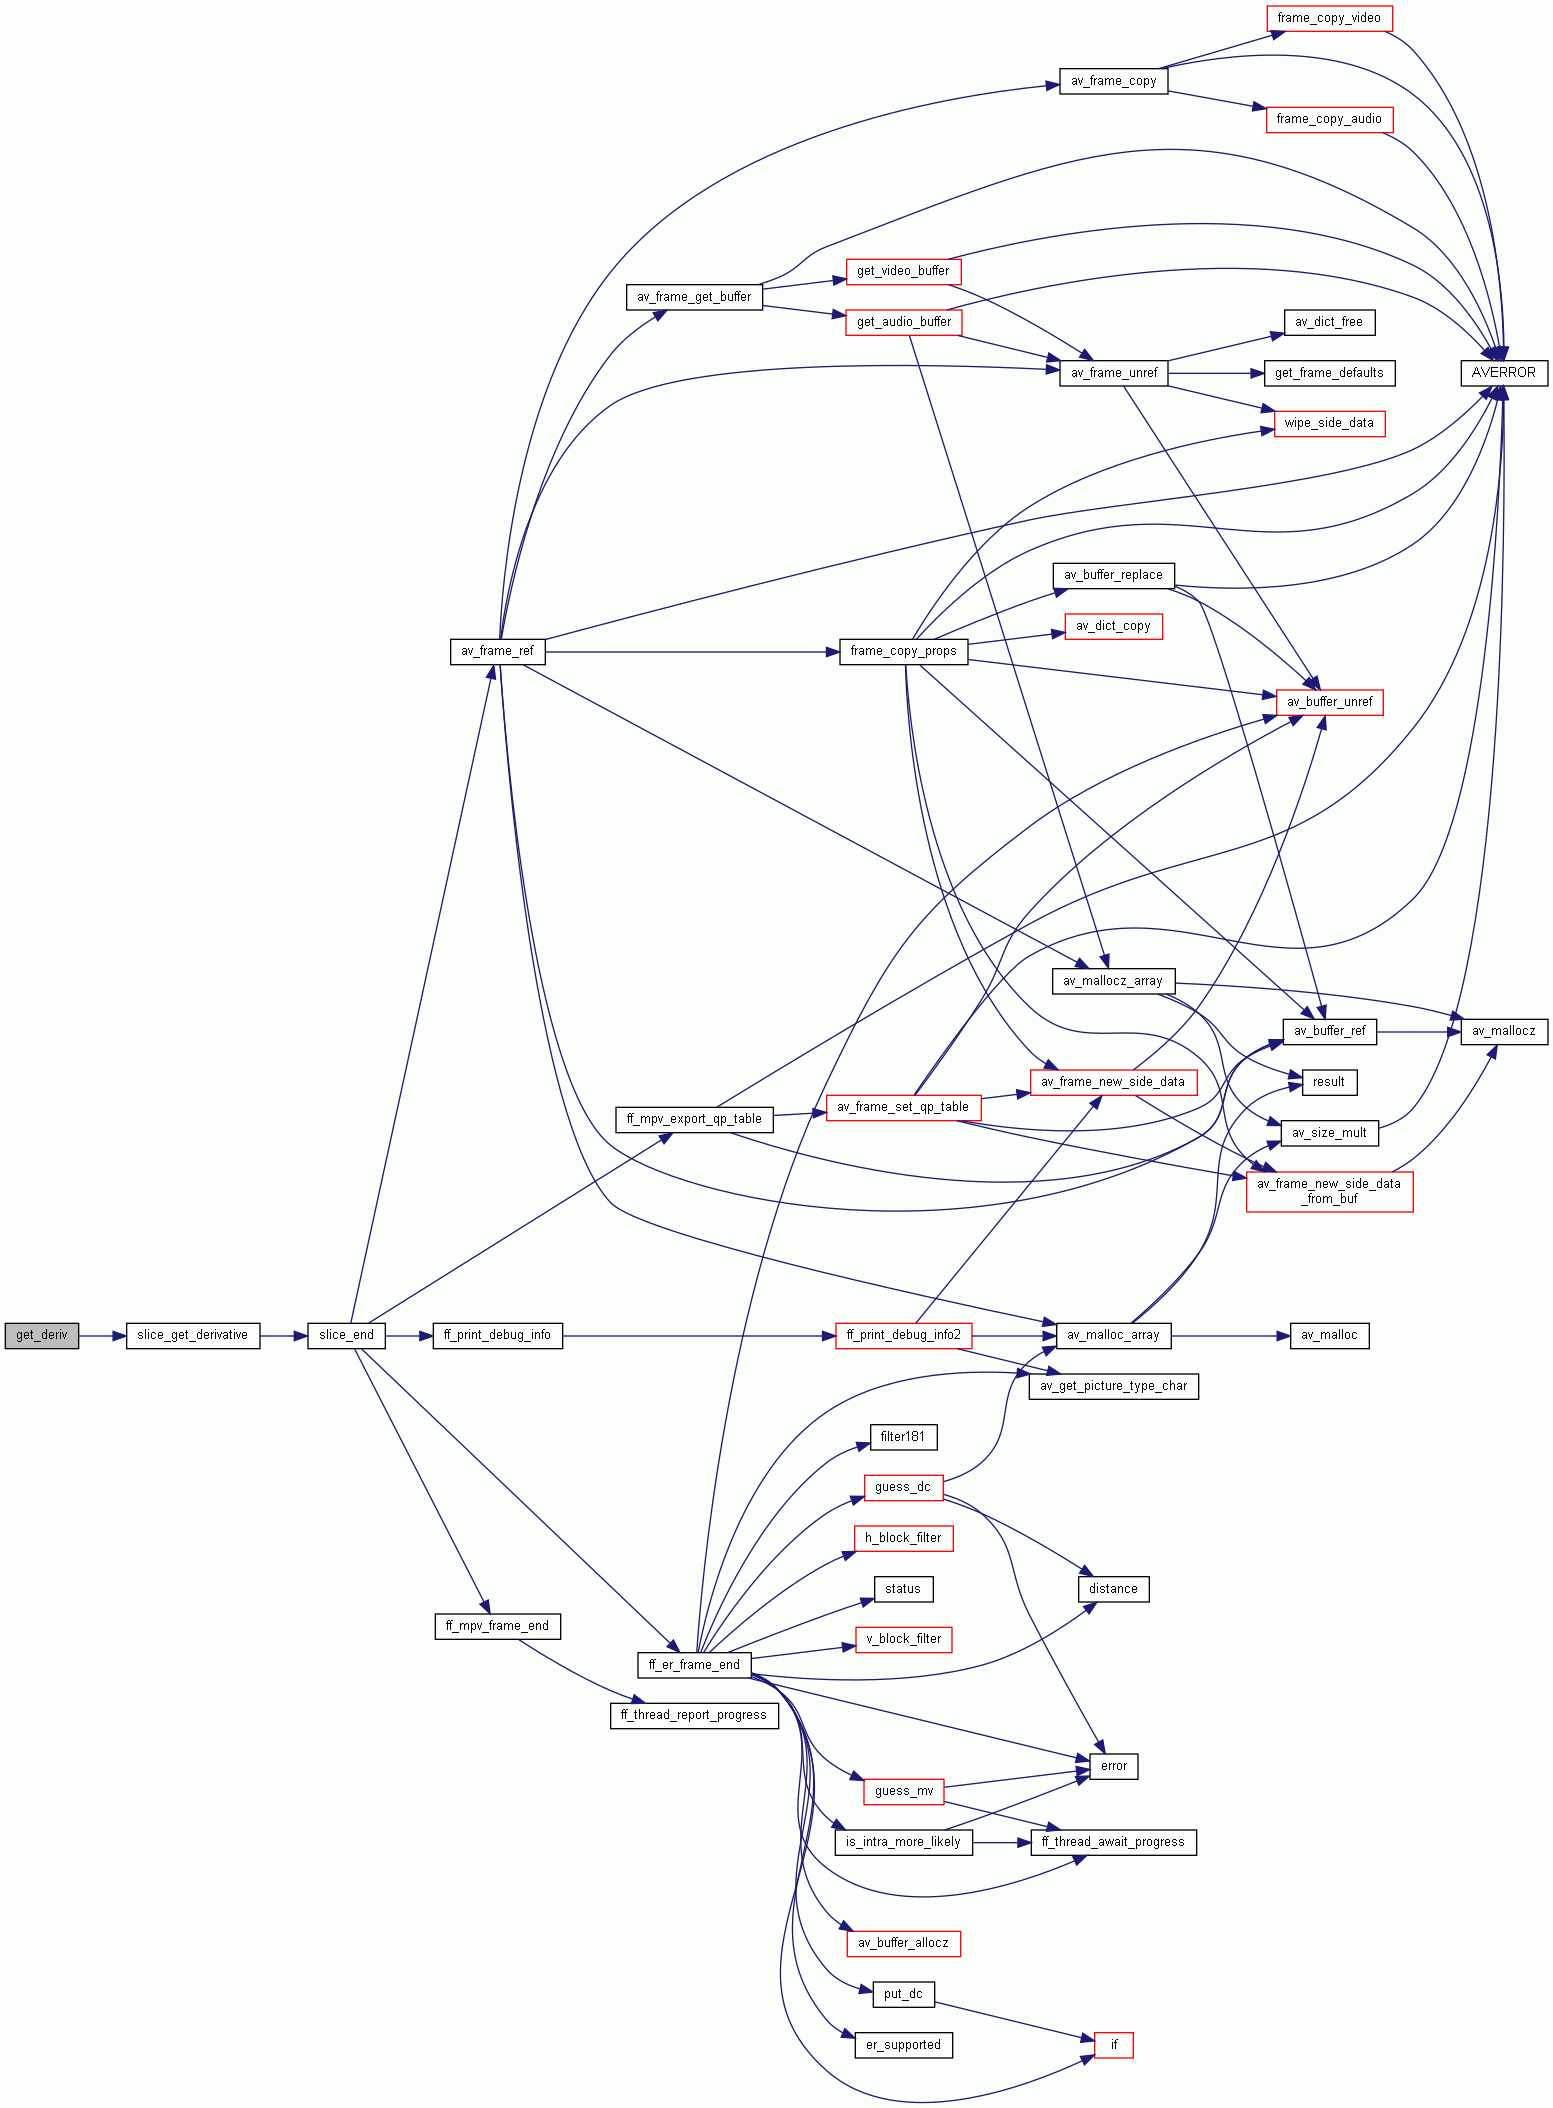 frame_copy_video
av_frame_copy
frame_copy_audio
get_video_buffer
av_frame_get_buffer
get_audio_buffer
av_dict_free
av_frame_unref
get_frame_defaults
AVERROR
wipe_side_data
av_buffer_replace
av_dict_copy
av_frame_ref
frame_copy_props
av_buffer_unref
av_mallocz_array
av_buffer_ref
av_mallocz
av_frame_new_side_data
result
av_frame_set_qp_table
ff_mpv_export_qp_table
av_size_mult
av_frame_new_side_data
_from_buf
get_deriv
slice_get_derivative
slice_end
ff_print_debug_info
ff_print_debug_info2
av_malloc_array
av_malloc
av_get_picture_type_char
filter181
guess_dc
h_block_filter
status
distance
ff_mpv_frame_end
v_block_filter
ff_er_frame_end
ff_thread_report_progress
error
guess_mv
is_intra_more_likely
ff_thread_await_progress
av_buffer_allocz
put_dc
er_supported
if